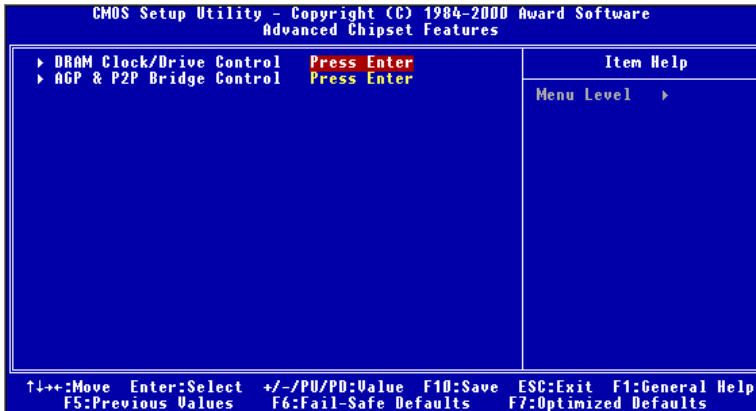 CMOS Setup Utility - Copyright (C) 1984-2000 Award Software
Advanced Chipset Features
▸ DRAM Clock/Drive Control Press Enter
▸ AGP & P2P Bridge Control Press Enter
Item Help
Menu Level ▸
↑↓→←:Move Enter:Select +/-/PU/PD:Value F10:Save ESC:Exit F1:General Help
F5:Previous Values F6:Fail-Safe Defaults F7:Optimized Defaults